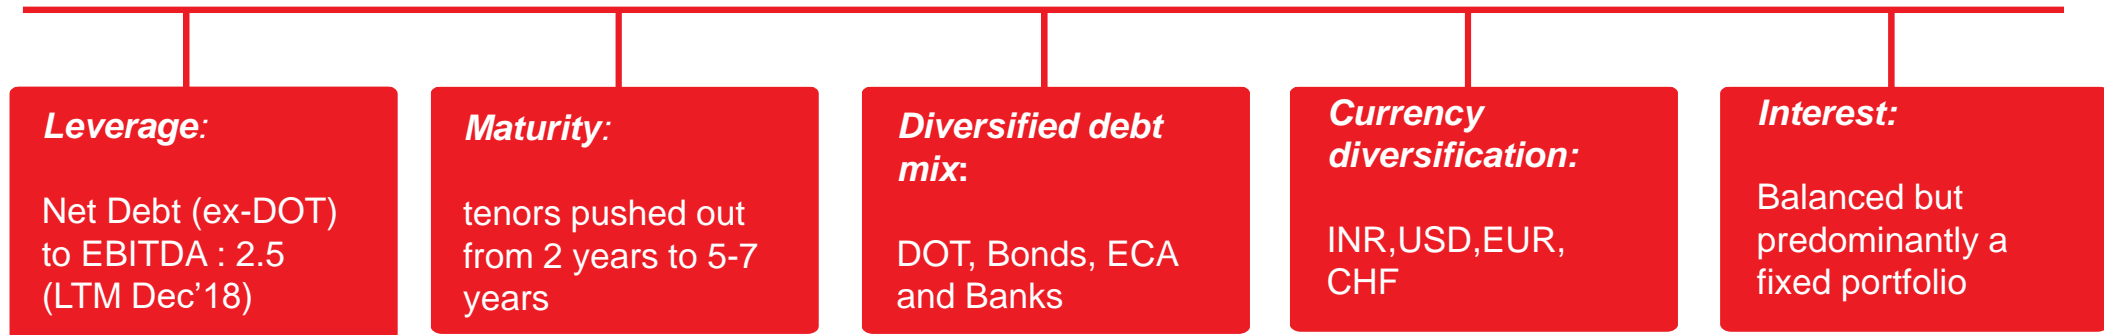 Leverage:
Net Debt (ex-DOT)
to EBITDA : 2.5
(LTM Dec’18)
Maturity:
tenors pushed out
from 2 years to 5-7
years
Diversified debt
mix:
DOT, Bonds, ECA
and Banks
Currency
diversification:
INR,USD,EUR,
CHF
Interest:
Balanced but
predominantly a
fixed portfolio